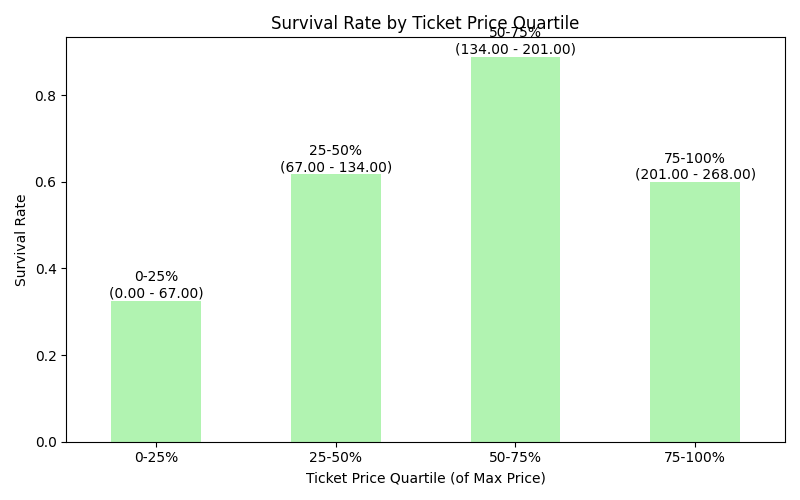 Survival Rate by Ticket Price Quartile
50-75%
(134.00 - 201.00)
25-50%
(67.00 - 134.00)
75-100%
(201.00 - 268.00)
0-25%
(0.00 - 67.00)
Survival Rate
0.8
0.6
0.4
0.2
0.0
0-25%
25-50%
50-75%
75-100%
Ticket Price Quartile (of Max Price)